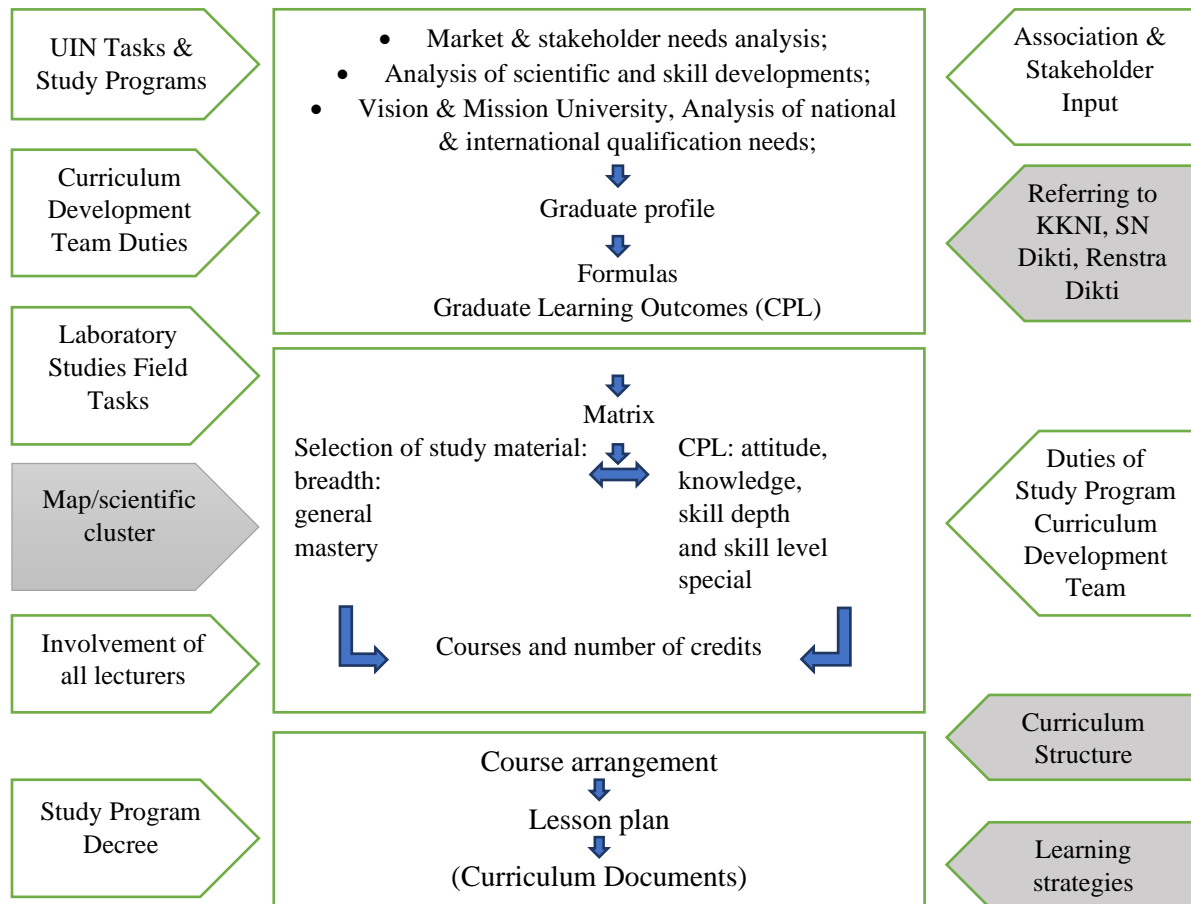 UIN Tasks &
Study Programs
Curriculum
Development
Team Duties
Laboratory
Studies Field
Tasks
Map/scientific
cluster
Involvement of
all lecturers
Study Program
Decree
• Market & stakeholder needs analysis;
• Analysis of scientific and skill developments;
• Vision & Mission University, Analysis of national
& international qualification needs;
Graduate profile
Formulas
Graduate Learning Outcomes (CPL)
Matrix
Selection of study material:
breadth:
general
mastery
CPL: attitude,
knowledge,
skill depth
and skill level
special
Courses and number of credits
Course arrangement
Lesson plan
(Curriculum Documents)
Association &
Stakeholder
Input
Referring to
KKNI, SN
Dikti, Renstra
Dikti
Duties of
Study Program
Curriculum
Development
Team
Curriculum
Structure
Learning
strategies